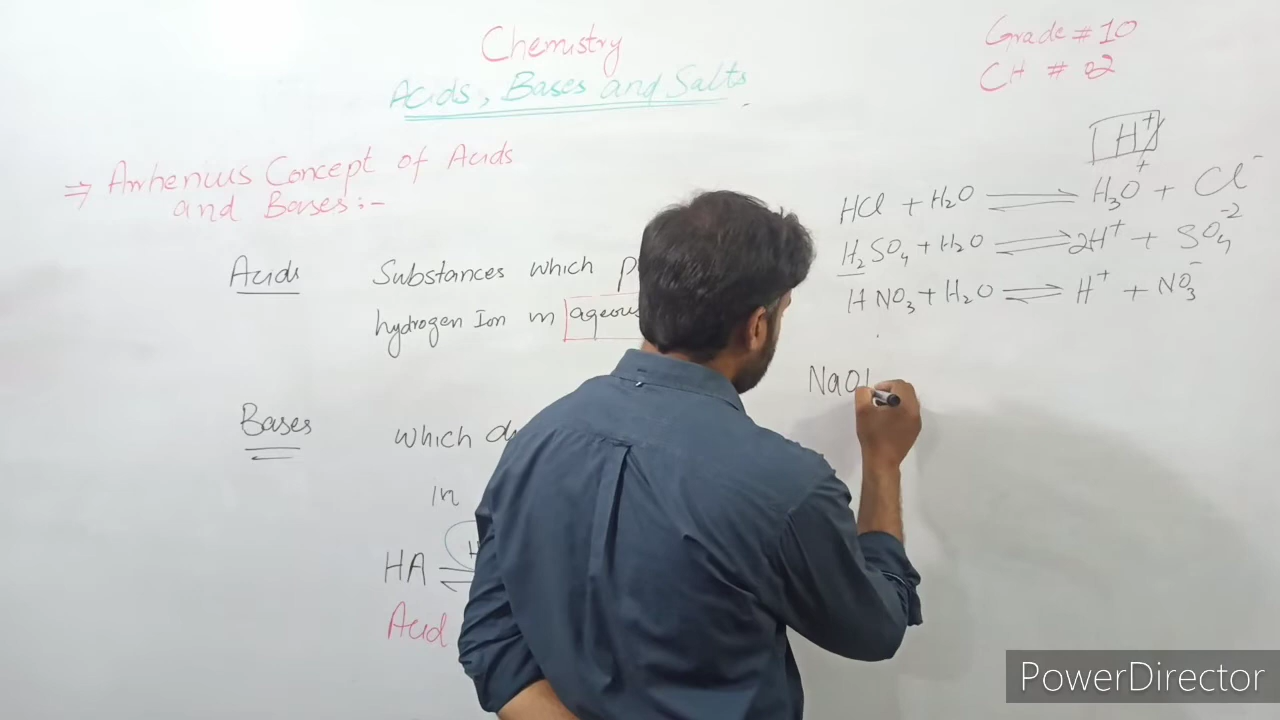 Chemistry
Acids, Bases and Salts
Grade # 10
CH # 02
⇒ Arrhenius Concept of Acids
and Bases:-
Acids Substances which
hydrogen Ion in aqeous
Bases which
in
HA ⇌
Acid
H⁺
HCl + H₂O ⇌ H₃O⁺ + Cl⁻
H₂SO₄ + H₂O ⇌ 2H⁺ + SO₄⁻²
HNO₃ + H₂O ⇌ H⁺ + NO₃⁻
NaO
PowerDirector